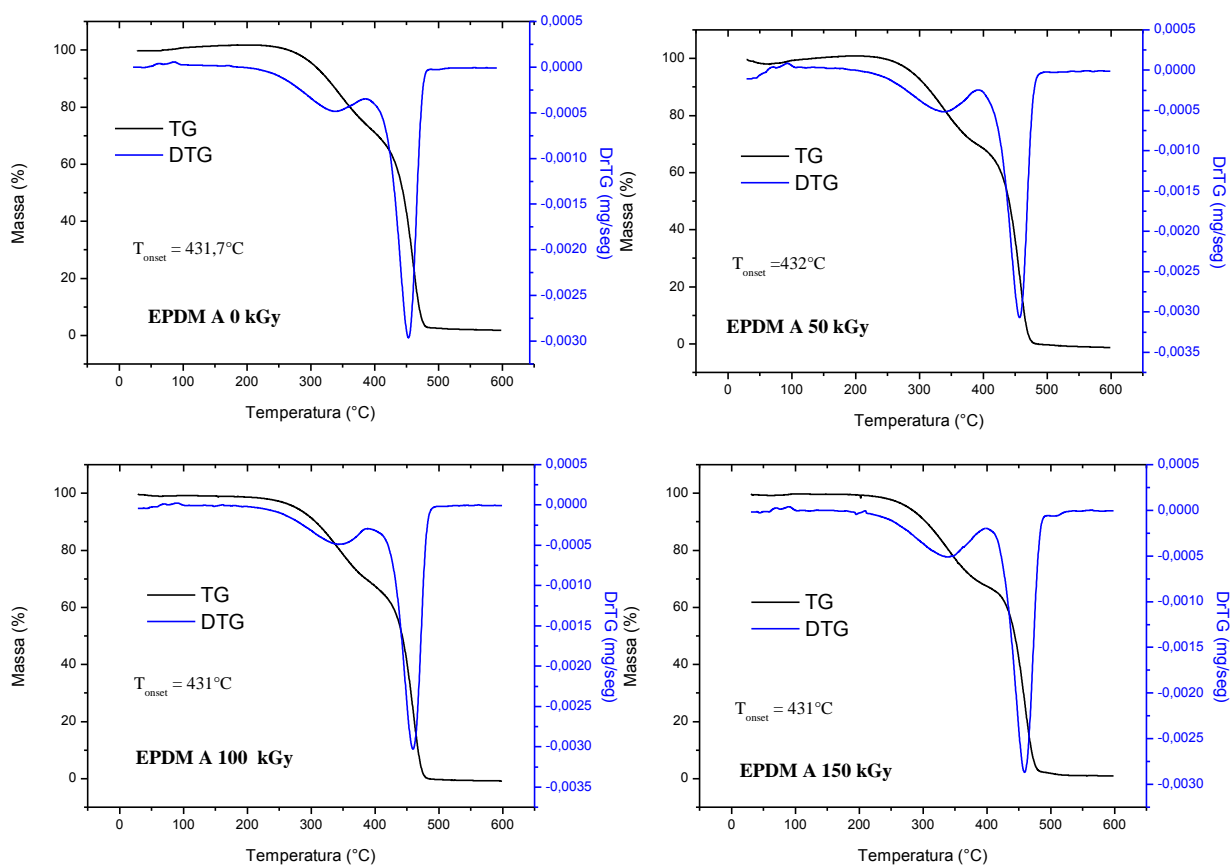 0,0005
0,0000
-0,0005
-0,0010
-0,0015
-0,0020
-0,0025
-0,0030
DrTG (mg/seg)
100
80
60
40
20
0
Massa (%)
TG
DTG
T onset = 431,7°C
EPDM A 0 kGy
0 100 200 300 400 500 600
Temperatura (°C)
0,0005
0,0000
-0,0005
-0,0010
-0,0015
-0,0020
-0,0025
-0,0030
-0,0035
DrTG (mg/seg)
100
80
60
40
20
0
Massa (%)
TG
DTG
T onset =432°C
EPDM A 50 kGy
0 100 200 300 400 500 600
Temperatura (°C)
0,0005
0,0000
-0,0005
-0,0010
-0,0015
-0,0020
-0,0025
-0,0030
-0,0035
DrTG (mg/seg)
100
80
60
40
20
0
Massa (%)
TG
DTG
T onset = 431°C
EPDM A 100 kGy
0 100 200 300 400 500 600
Temperatura (°C)
0,0005
0,0000
-0,0005
-0,0010
-0,0015
-0,0020
-0,0025
-0,0030
DrTG (mg/seg)
100
80
60
40
20
0
Massa (%)
TG
DTG
T onset = 431°C
EPDM A 150 kGy
0 100 200 300 400 500 600
Temperatura (°C)